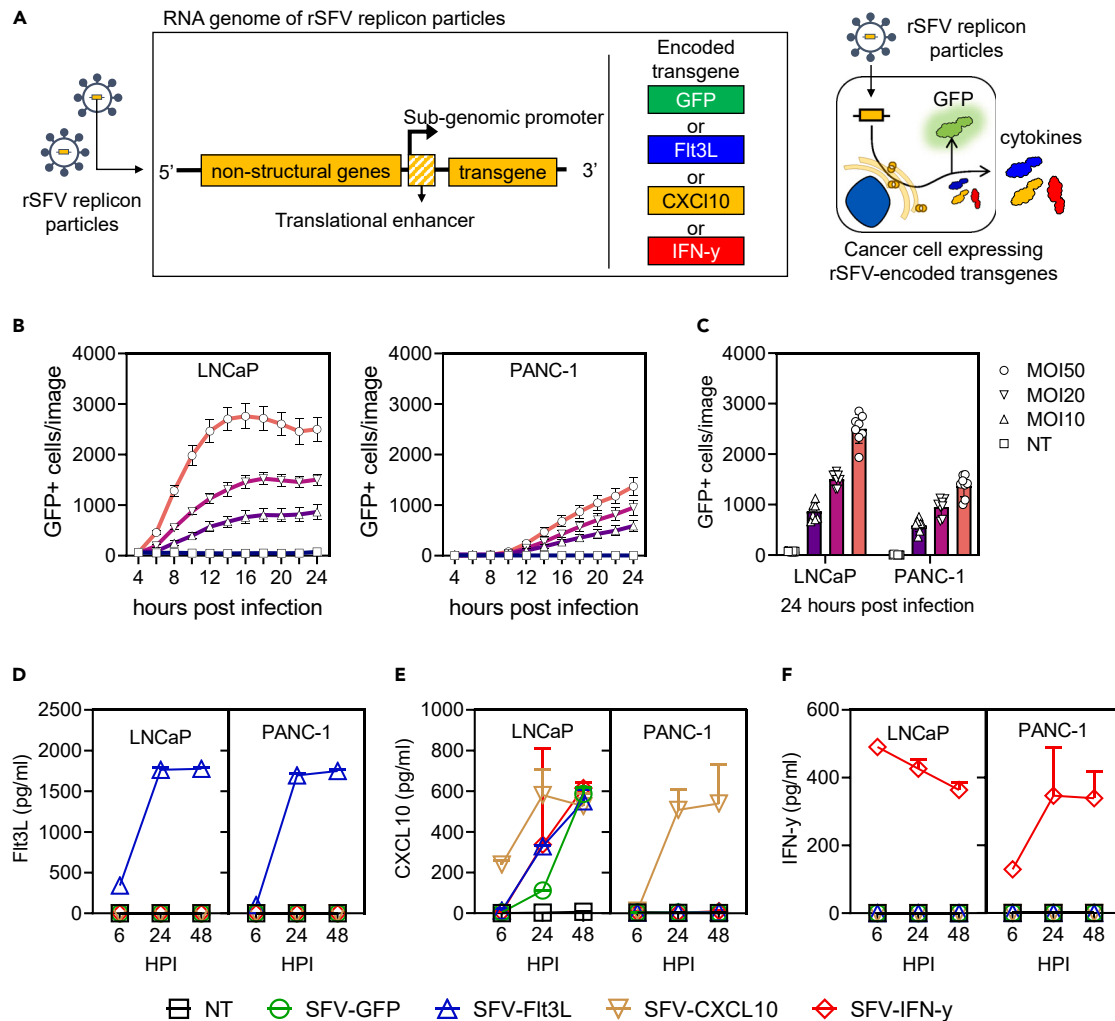 A
RNA genome of rSFV replicon particles
rSFV replicon
particles
5’
non-structural genes
Sub-genomic promoter
transgene
3’
Translational enhancer
Encoded
transgene
GFP
or
Flt3L
or
CXCl10
or
IFN-y
rSFV replicon
particles
GFP
cytokines
Cancer cell expressing
rSFV-encoded transgenes
B
LNCaP
GFP+ cells/image
4000
3000
2000
1000
0
4 8 12 16 20 24
hours post infection
PANC-1
GFP+ cells/image
4000
3000
2000
1000
0
4 8 12 16 20 24
hours post infection
C
GFP+ cells/image
4000
3000
2000
1000
0
LNCaP PANC-1
24 hours post infection
MOI50
MOI20
MOI10
NT
D
Flt3L (pg/ml)
2500
2000
1500
1000
500
0
LNCaP PANC-1
6 24 48 6 24 48
HPI HPI
E
CXCL10 (pg/ml)
1000
800
600
400
200
0
LNCaP PANC-1
6 24 48 6 24 48
HPI HPI
F
IFN-y (pg/ml)
600
400
200
0
LNCaP PANC-1
6 24 48 6 24 48
HPI HPI
NT SFV-GFP SFV-Flt3L SFV-CXCL10 SFV-IFN-y